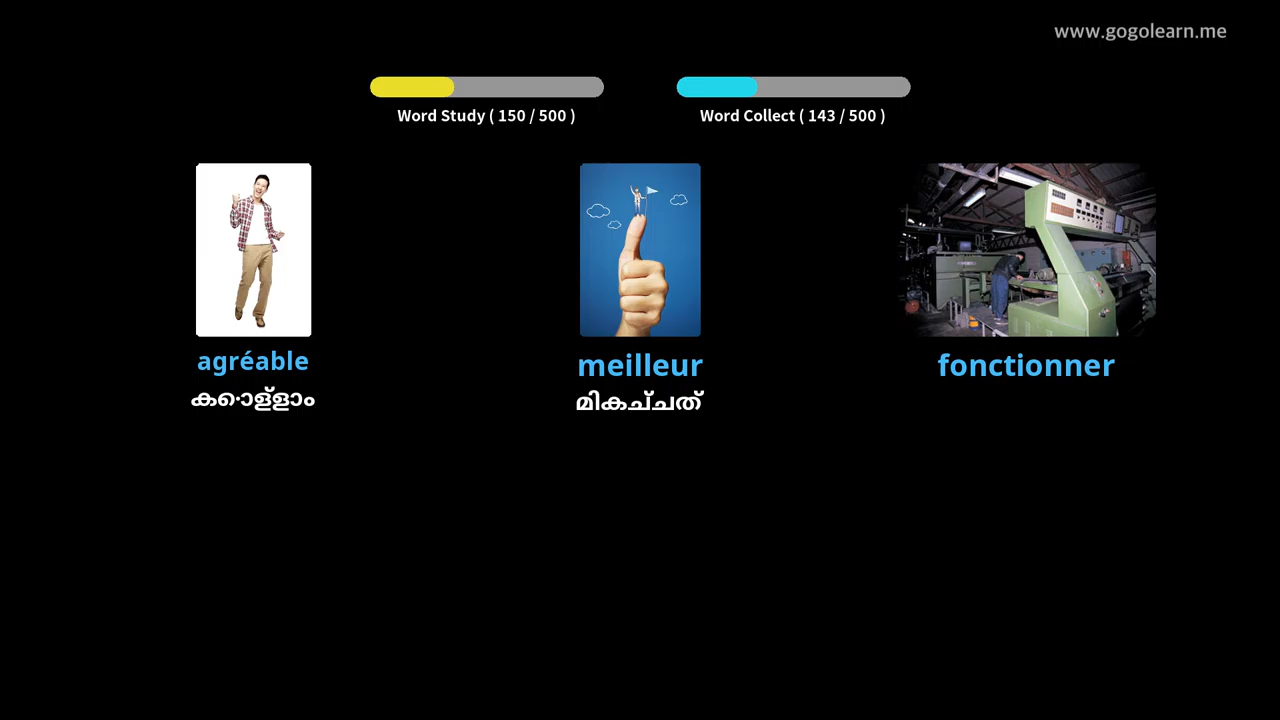 www.gogolearn.me
Word Study ( 150 / 500 )
Word Collect ( 143 / 500 )
agréable
കൊള്ളാം
meilleur
മികച്ചത്
fonctionner